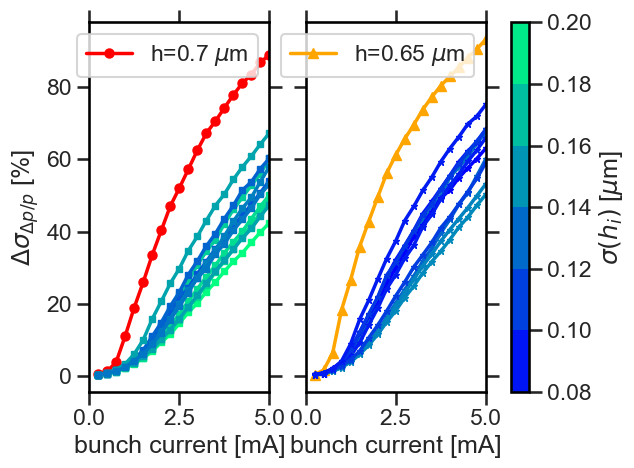 h=0.7 μm
h=0.65 μm
Δσ_{Δp/p} [%]
80
60
40
20
0
0.0 2.5 5.0
bunch current [mA]
0.0 2.5 5.0
bunch current [mA]
0.20
0.18
0.16
0.14
0.12
0.10
0.08
σ(h_i) [μm]